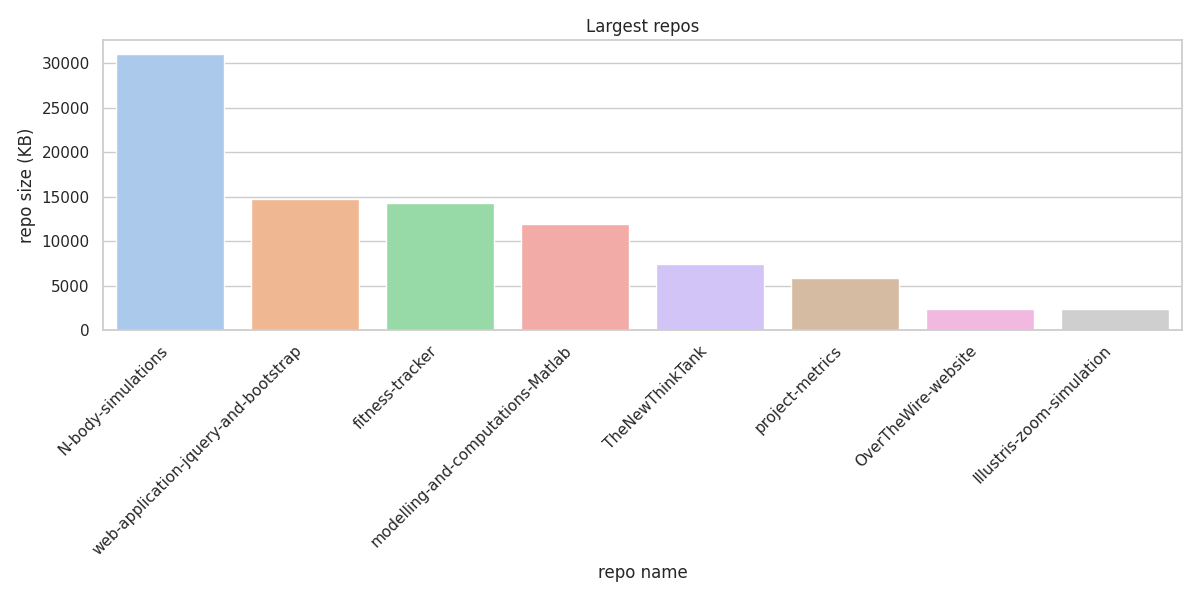 Largest repos
repo size (KB)
30000
25000
20000
15000
10000
5000
0
N-body-simulations
web-application-jquery-and-bootstrap
fitness-tracker
modelling-and-computations-Matlab
TheNewThinkTank
project-metrics
OverTheWire-website
Illustris-zoom-simulation
repo name